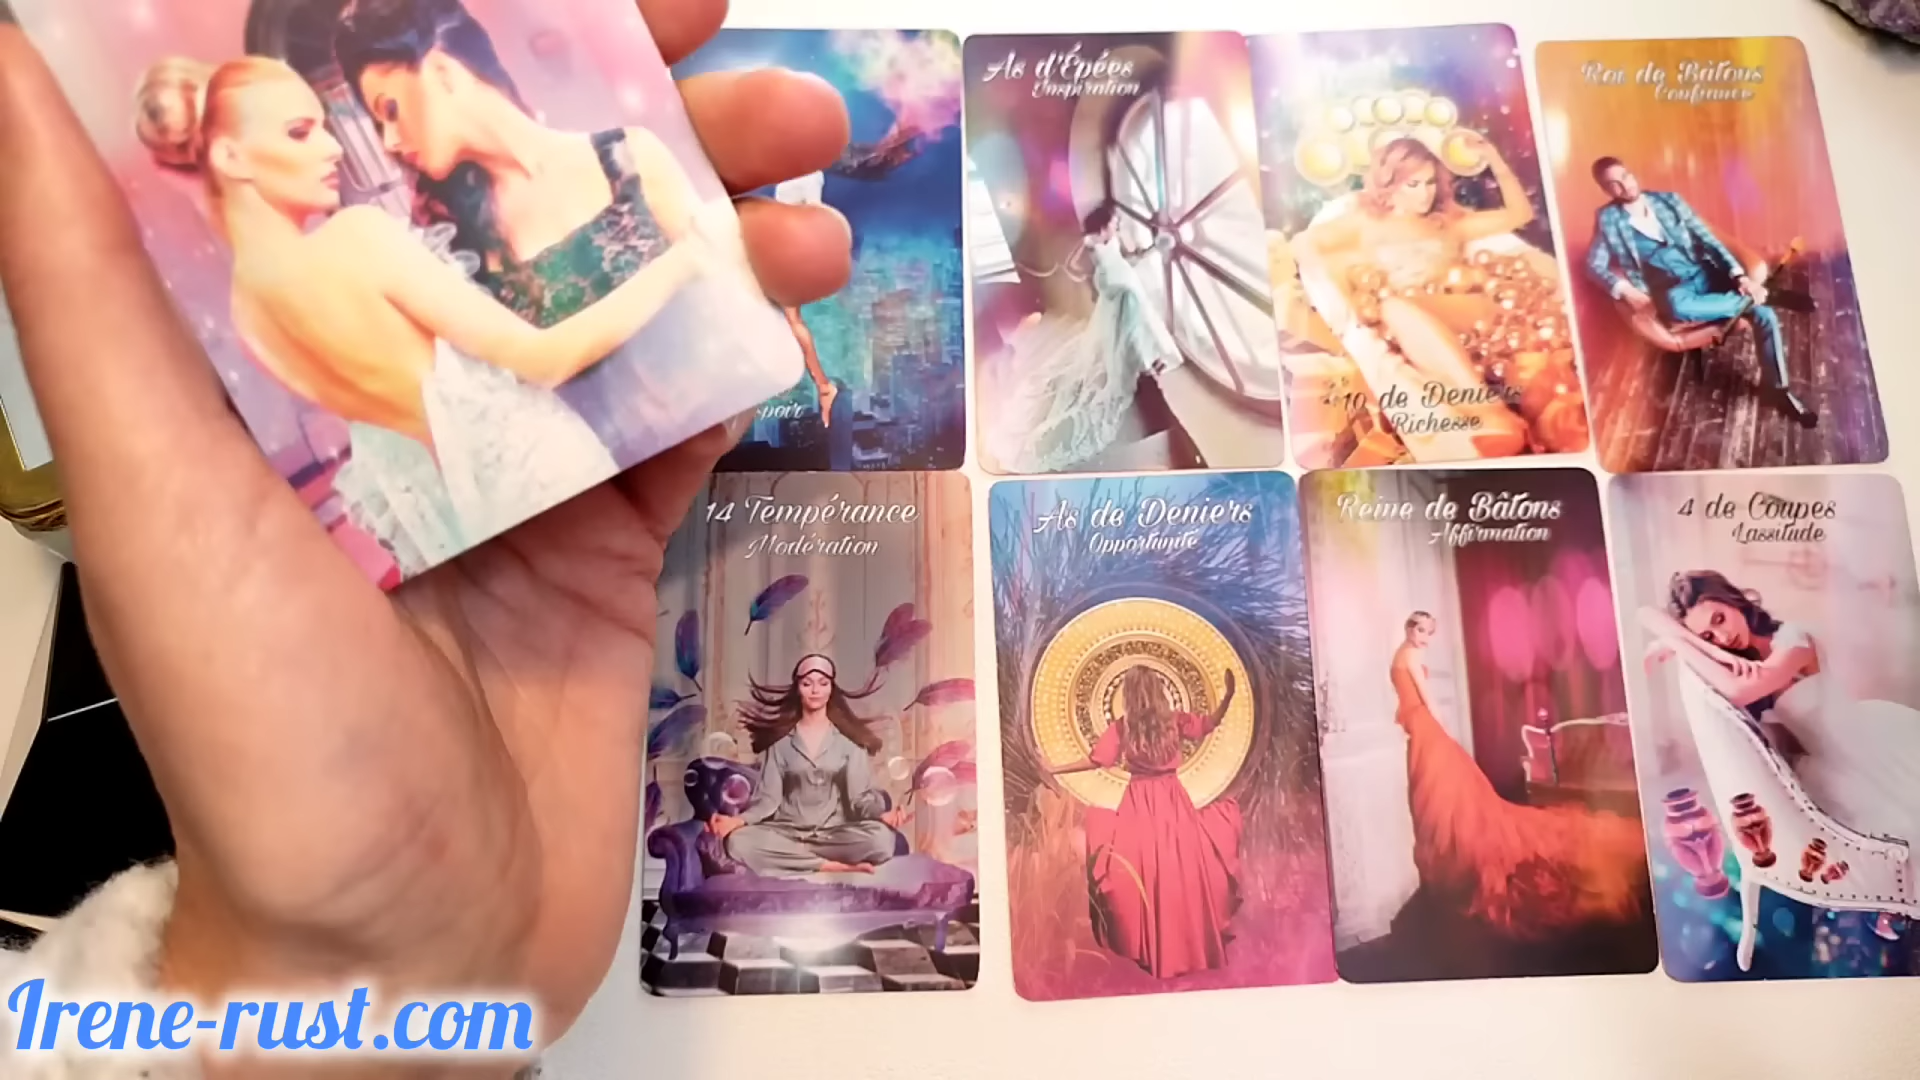 As d'Épées
Inspiration
10 de Deniers
Richesse
Roi de Bâtons
Confiance
14 Tempérance
Modération
As de Deniers
Opportunité
Reine de Bâtons
Affirmation
4 de Coupes
Lassitude
Irene-rust.com